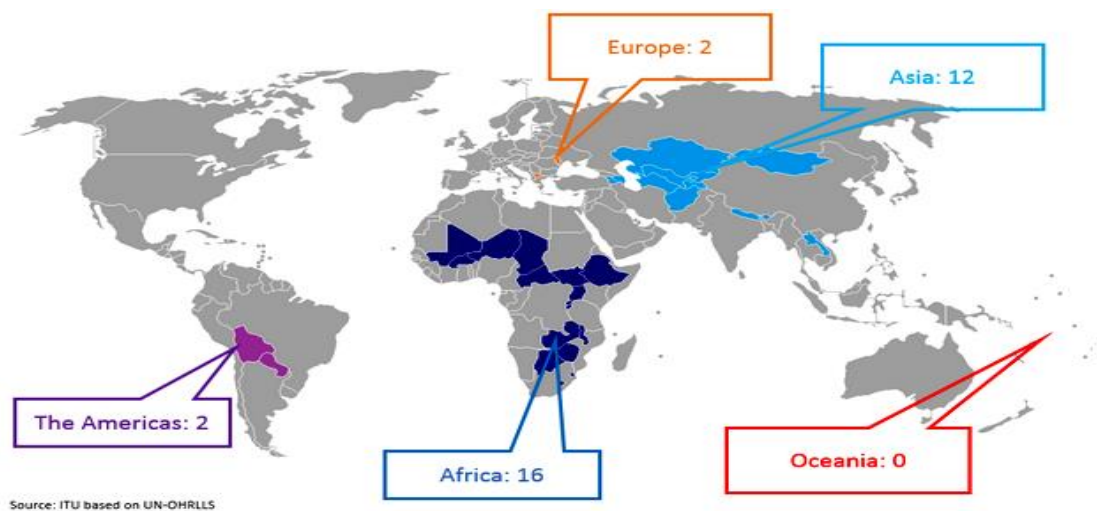 Europe: 2
Asia: 12
The Americas: 2
Africa: 16
Oceania: 0
Source: ITU based on UN-OHRLLS